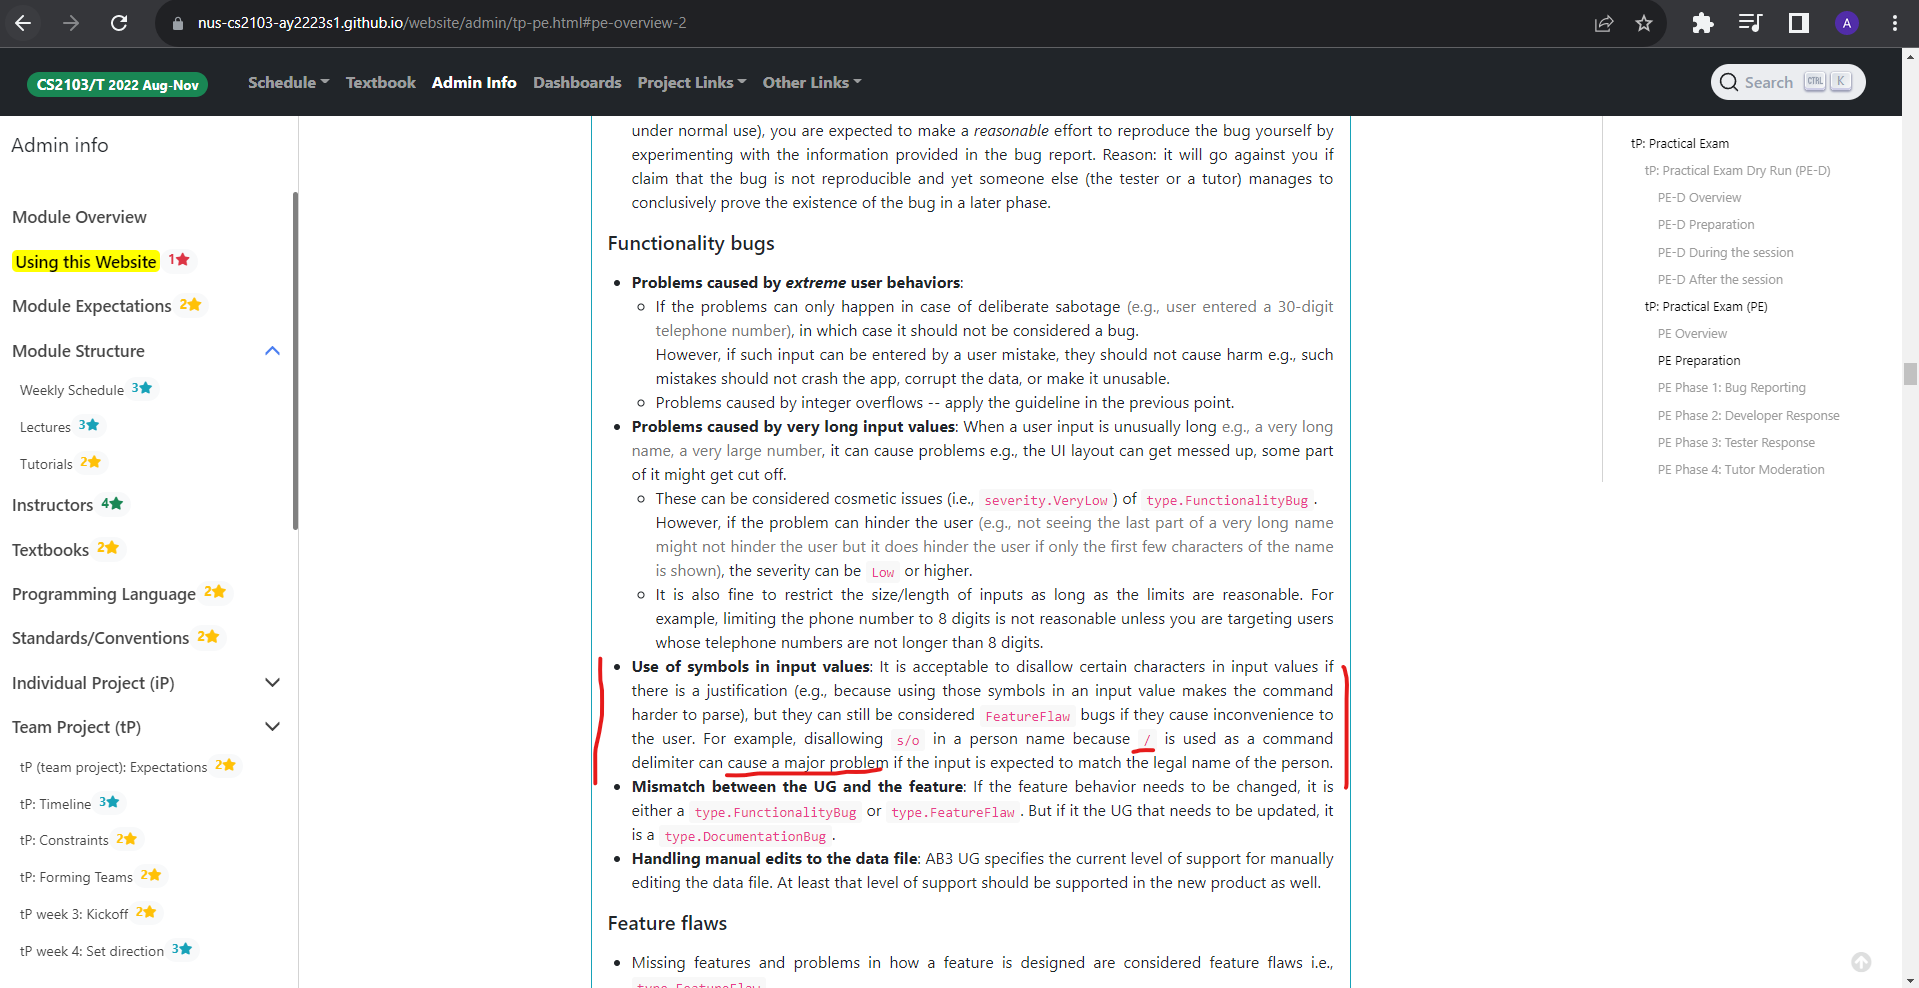 nus-cs2103-ay2223s1.github.io/website/admin/tp-pe.html#pe-overview-2
A
CS2103/T 2022 Aug-Nov
Schedule
Textbook
Admin Info
Dashboards
Project Links
Other Links
Search CTRL K
Admin info
Module Overview
Using this Website 1
Module Expectations 2
Module Structure
Weekly Schedule 3
Lectures 3
Tutorials 2
Instructors 4
Textbooks 2
Programming Language 2
Standards/Conventions 2
Individual Project (iP)
Team Project (tP)
tP (team project): Expectations 2
tP: Timeline 3
tP: Constraints 2
tP: Forming Teams 2
tP week 3: Kickoff 2
tP week 4: Set direction 3
under normal use), you are expected to make a reasonable effort to reproduce the bug yourself by
experimenting with the information provided in the bug report. Reason: it will go against you if
claim that the bug is not reproducible and yet someone else (the tester or a tutor) manages to
conclusively prove the existence of the bug in a later phase.
Functionality bugs
Problems caused by extreme user behaviors:
If the problems can only happen in case of deliberate sabotage (e.g., user entered a 30-digit
telephone number), in which case it should not be considered a bug.
However, if such input can be entered by a user mistake, they should not cause harm e.g., such
mistakes should not crash the app, corrupt the data, or make it unusable.
Problems caused by integer overflows -- apply the guideline in the previous point.
Problems caused by very long input values: When a user input is unusually long e.g., a very long
name, a very large number, it can cause problems e.g., the UI layout can get messed up, some part
of it might get cut off.
These can be considered cosmetic issues (i.e., severity.VeryLow ) of type.FunctionalityBug .
However, if the problem can hinder the user (e.g., not seeing the last part of a very long name
might not hinder the user but it does hinder the user if only the first few characters of the name
is shown), the severity can be Low or higher.
It is also fine to restrict the size/length of inputs as long as the limits are reasonable. For
example, limiting the phone number to 8 digits is not reasonable unless you are targeting users
whose telephone numbers are not longer than 8 digits.
Use of symbols in input values: It is acceptable to disallow certain characters in input values if
there is a justification (e.g., because using those symbols in an input value makes the command
harder to parse), but they can still be considered FeatureFlaw bugs if they cause inconvenience to
the user. For example, disallowing s/o in a person name because / is used as a command
delimiter can cause a major problem if the input is expected to match the legal name of the person.
Mismatch between the UG and the feature: If the feature behavior needs to be changed, it is
either a type.FunctionalityBug or type.FeatureFlaw . But if it the UG that needs to be updated, it
is a type.DocumentationBug .
Handling manual edits to the data file: AB3 UG specifies the current level of support for manually
editing the data file. At least that level of support should be supported in the new product as well.
Feature flaws
Missing features and problems in how a feature is designed are considered feature flaws i.e.,
type.FeatureFlaw
tP: Practical Exam
tP: Practical Exam Dry Run (PE-D)
PE-D Overview
PE-D Preparation
PE-D During the session
PE-D After the session
tP: Practical Exam (PE)
PE Overview
PE Preparation
PE Phase 1: Bug Reporting
PE Phase 2: Developer Response
PE Phase 3: Tester Response
PE Phase 4: Tutor Moderation